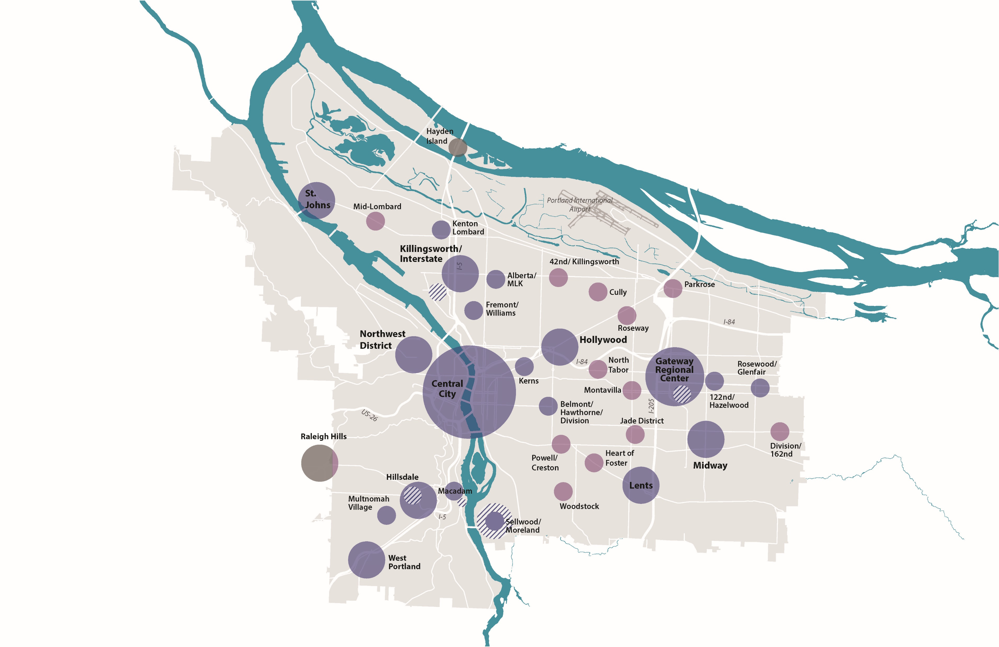 Hayden
Island
St.
Johns
Mid-Lombard
Portland International
Airport
Kenton
Lombard
Killingsworth/
Interstate
I-5
42nd/ Killingsworth
Alberta/
MLK
Cully
Parkrose
Fremont/
Williams
Roseway
I-84
Northwest
District
Hollywood
I-84
North
Tabor
Gateway
Regional
Center
Rosewood/
Glenfair
Kerns
Central
City
Montavilla
122nd/
Hazelwood
Belmont/
Hawthorne/
Division
I-205
US-26
Jade District
Raleigh Hills
Division/
162nd
Powell/
Creston
Heart of
Foster
Midway
Hillsdale
Macadam
Lents
Multnomah
Village
Woodstock
I-5
Sellwood/
Moreland
West
Portland